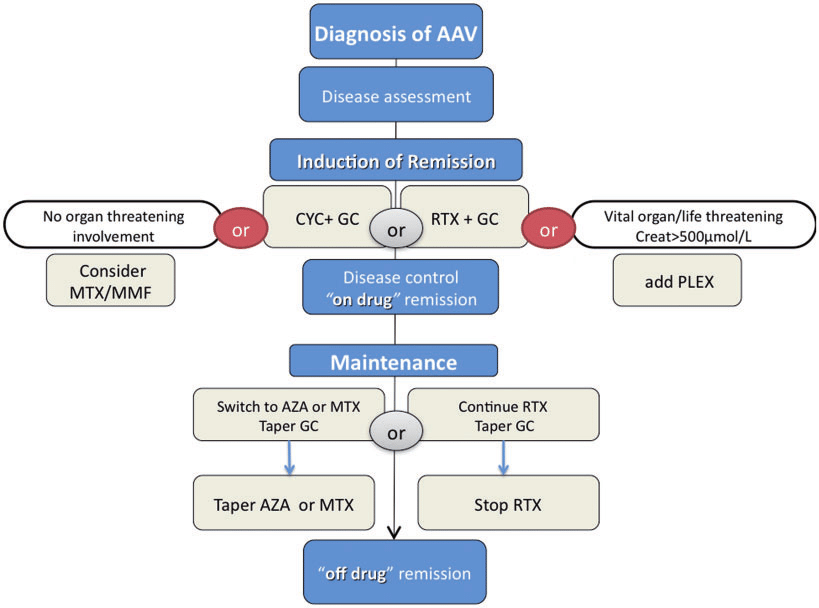 Diagnosis of AAV
Disease assessment
Induction of Remission
No organ threatening
involvement
or
CYC+ GC
or
RTX + GC
or
Vital organ/life threatening
Creat>500µmol/L
Consider
MTX/MMF
Disease control
“on drug” remission
add PLEX
Maintenance
Switch to AZA or MTX
Taper GC
or
Continue RTX
Taper GC
Taper AZA or MTX
Stop RTX
“off drug” remission